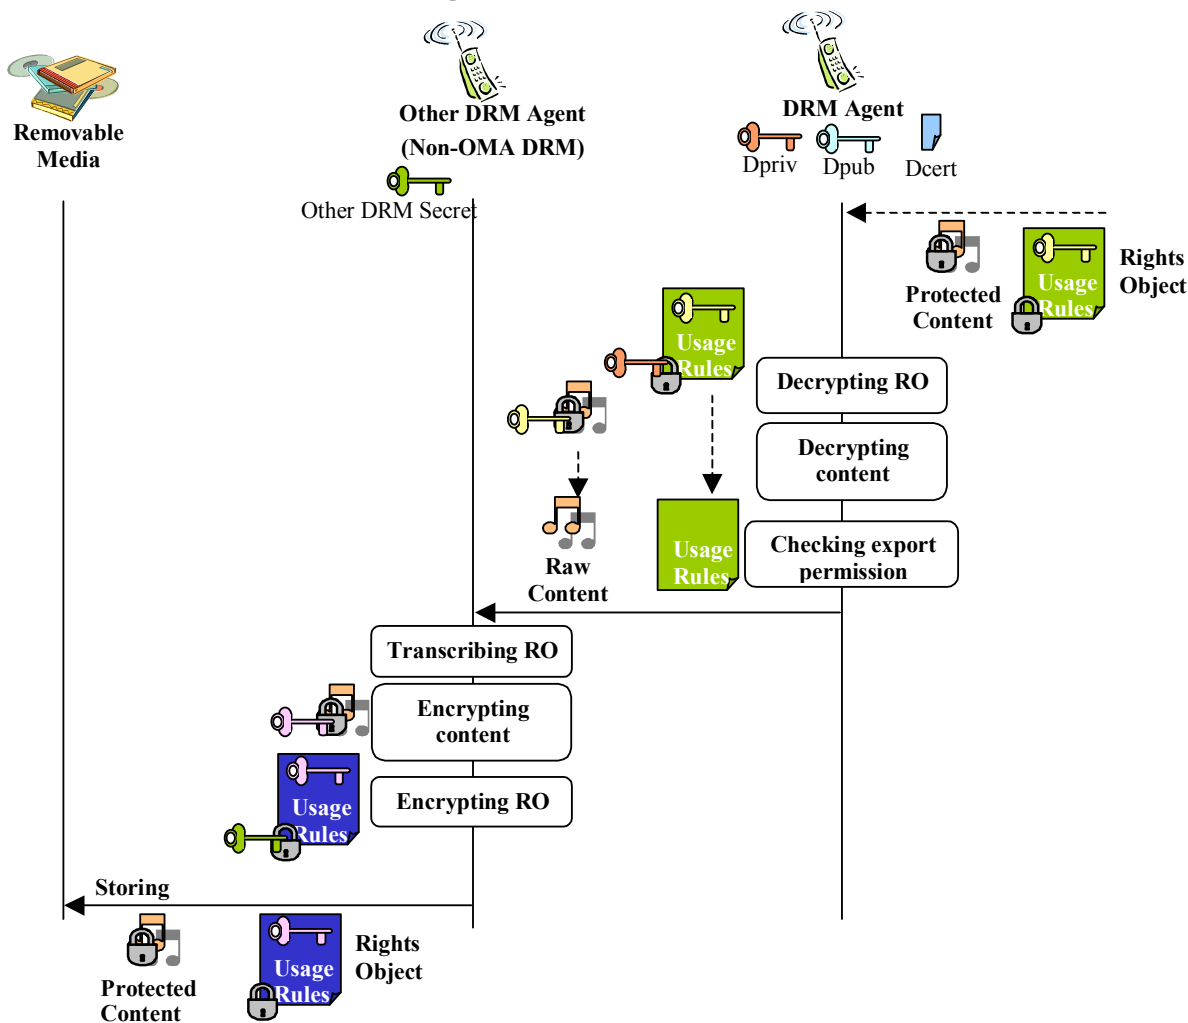 Removable
Media
Other DRM Agent
(Non-OMA DRM)
Other DRM Secret
DRM Agent
Dpriv
Dpub
Dcert
Protected
Content
Usage
Rules
Rights
Object
Usage
Rules
Decrypting RO
Decrypting
content
Raw
Content
Usage
Rules
Checking export
permission
Transcribing RO
Encrypting
content
Usage
Rules
Encrypting RO
Storing
Protected
Content
Usage
Rules
Rights
Object